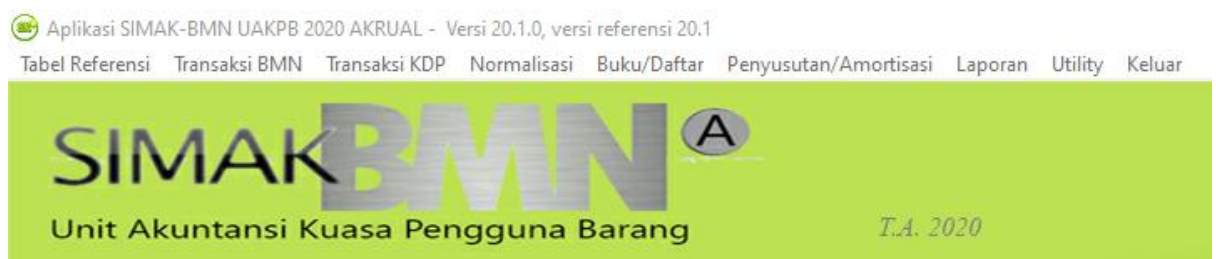 Aplikasi SIMAK-BMN UAKPB 2020 AKRUAL - Versi 20.1.0, versi referensi 20.1
Tabel Referensi Transaksi BMN Transaksi KDP Normalisasi Buku/Daftar Penyusutan/Amortisasi Laporan Utility Keluar
SIMAK BMN A
Unit Akuntansi Kuasa Pengguna Barang T.A. 2020